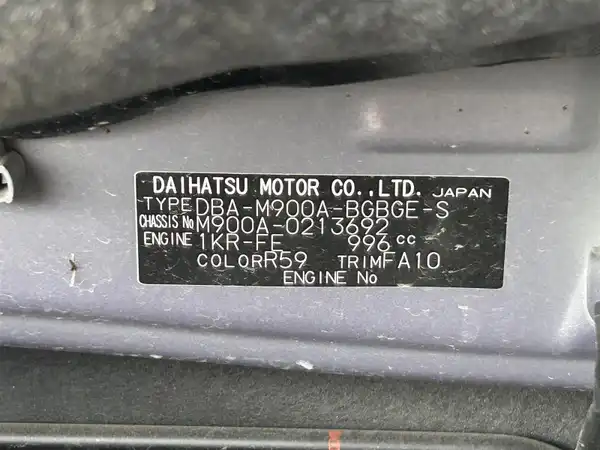 DAIHATSU MOTOR CO.,LTD. JAPAN
TYPE DBA-M900A-BGBGE-S
CHASSIS No M900A-0213692
ENGINE 1KR-FE 996 cc
COLOR R59 TRIM FA10
ENGINE No